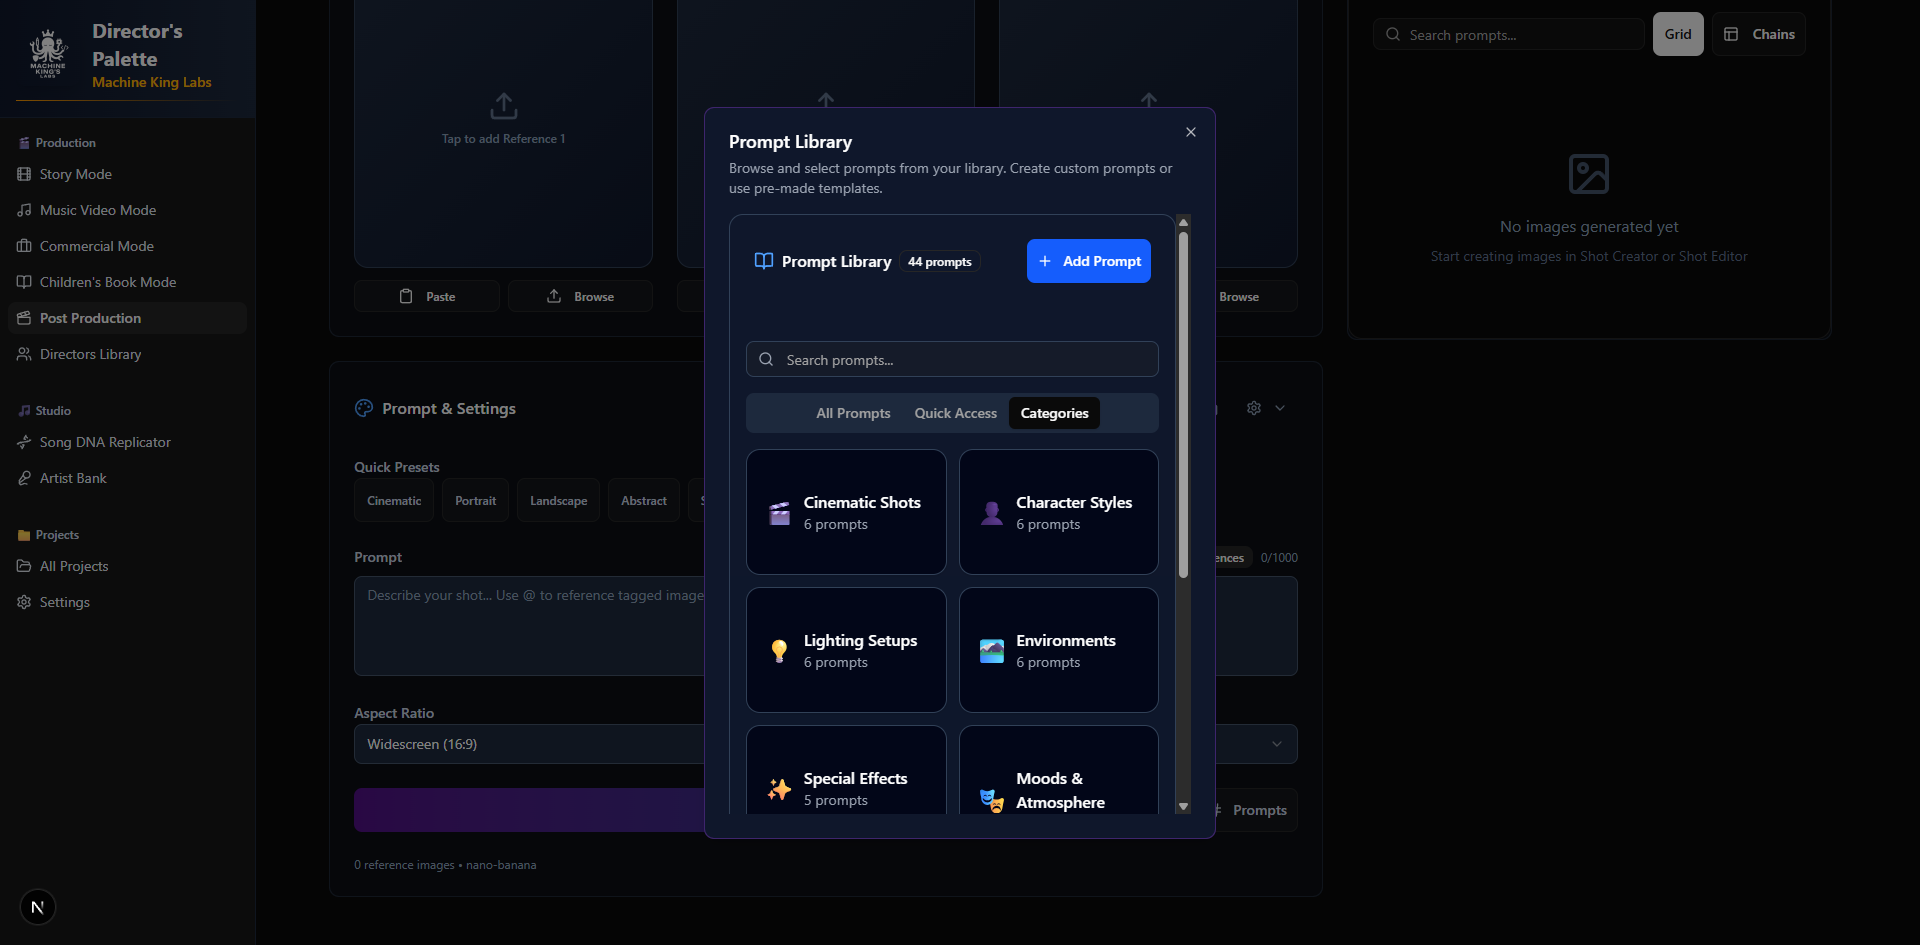 Director's
Palette
Machine King Labs
MACHINE
KING'S
LABS
Production
Story Mode
Music Video Mode
Commercial Mode
Children's Book Mode
Post Production
Directors Library
Studio
Song DNA Replicator
Artist Bank
Projects
All Projects
Settings
N
Tap to add Reference 1
Paste
Browse
Browse
Prompt & Settings
Quick Presets
Cinematic
Portrait
Landscape
Abstract
Prompt
0/1000
Describe your shot... Use @ to reference tagged image
Aspect Ratio
Widescreen (16:9)
Prompts
0 reference images • nano-banana
Prompt Library
Browse and select prompts from your library. Create custom prompts or
use pre-made templates.
Prompt Library
44 prompts
Add Prompt
Search prompts...
All Prompts
Quick Access
Categories
Cinematic Shots
6 prompts
Character Styles
6 prompts
Lighting Setups
6 prompts
Environments
6 prompts
Special Effects
5 prompts
Moods &
Atmosphere
Search prompts...
Grid
Chains
No images generated yet
Start creating images in Shot Creator or Shot Editor